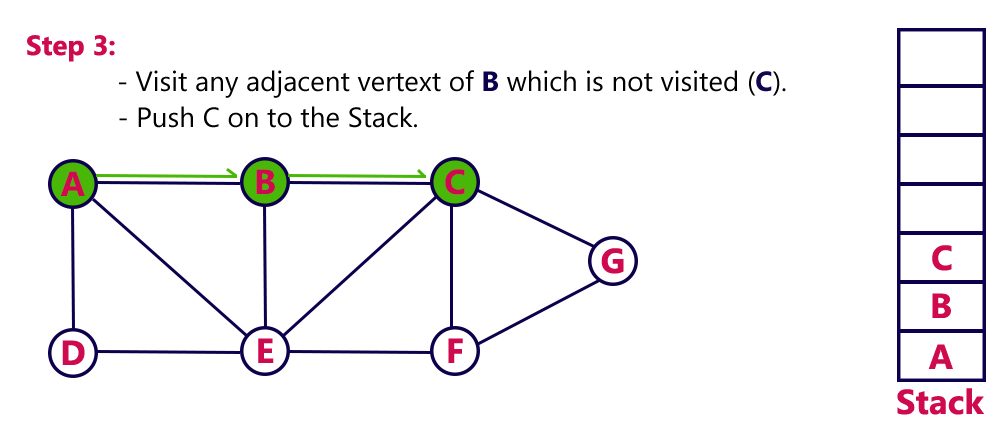 Step 3:
- Visit any adjacent vertext of B which is not visited (C).
- Push C on to the Stack.
A
B
C
G
D
E
F
C
B
A
Stack